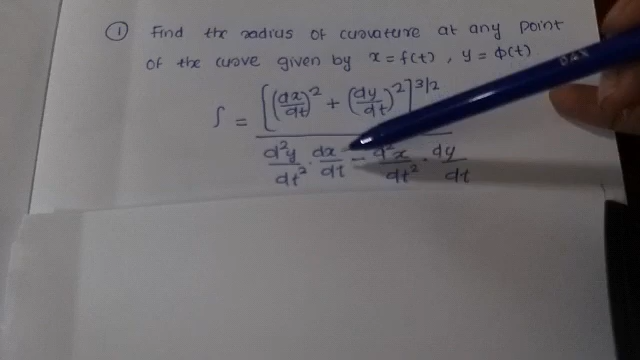 ① Find the radius of curvature at any point
of the curve given by x = f(t), y = φ(t)
ρ = [(dx/dt)² + (dy/dt)²]^3/2 / (d²y/dt² · dx/dt − d²x/dt² · dy/dt)